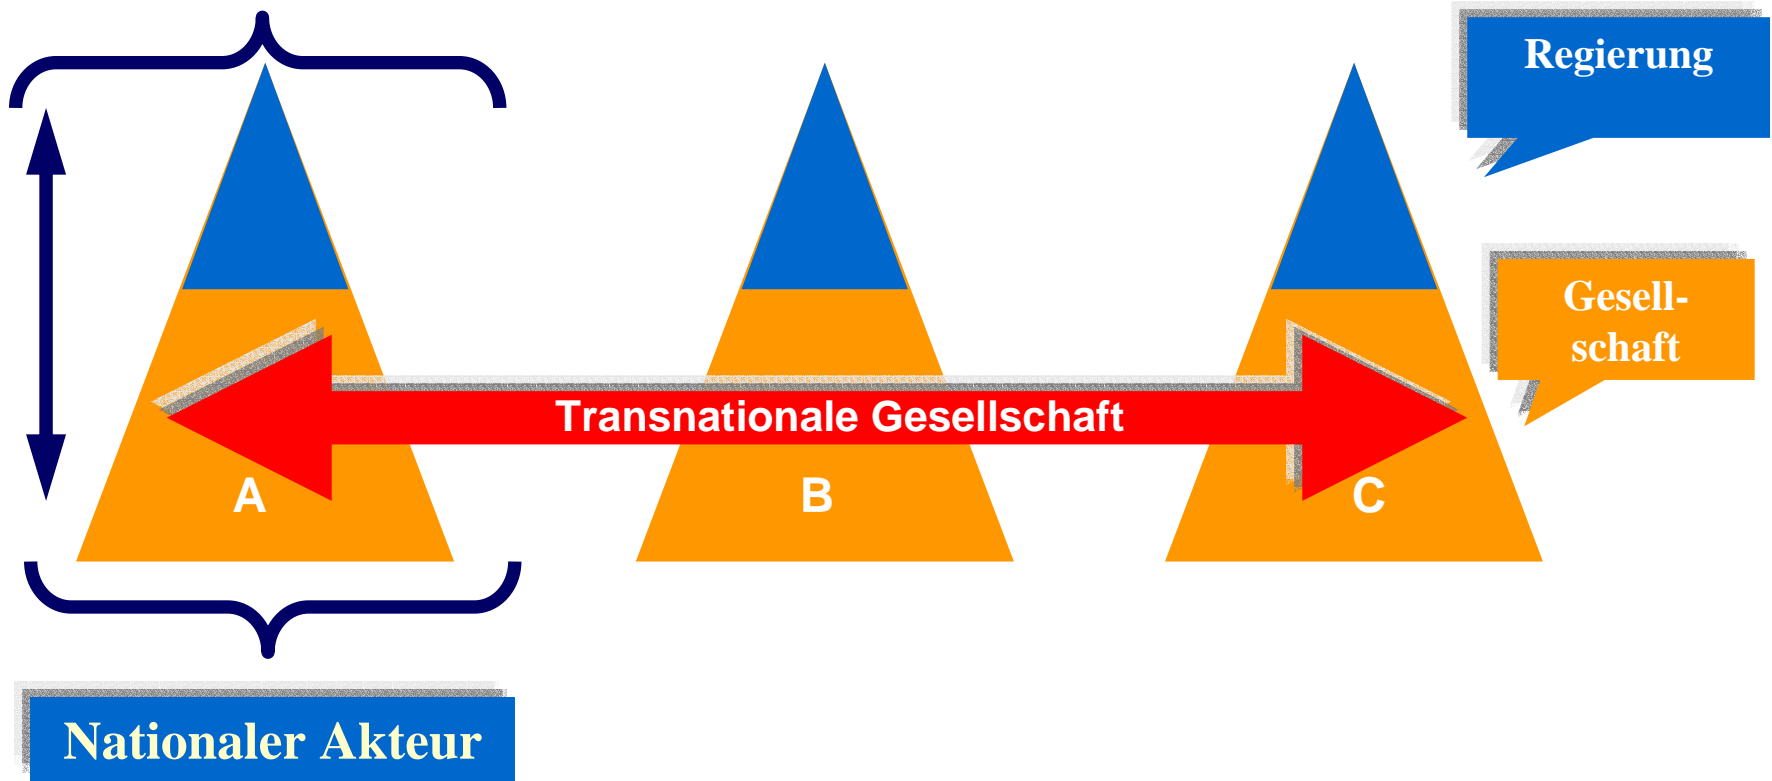 Regierung
Gesell-
schaft
Transnationale Gesellschaft
A
B
C
Nationaler Akteur